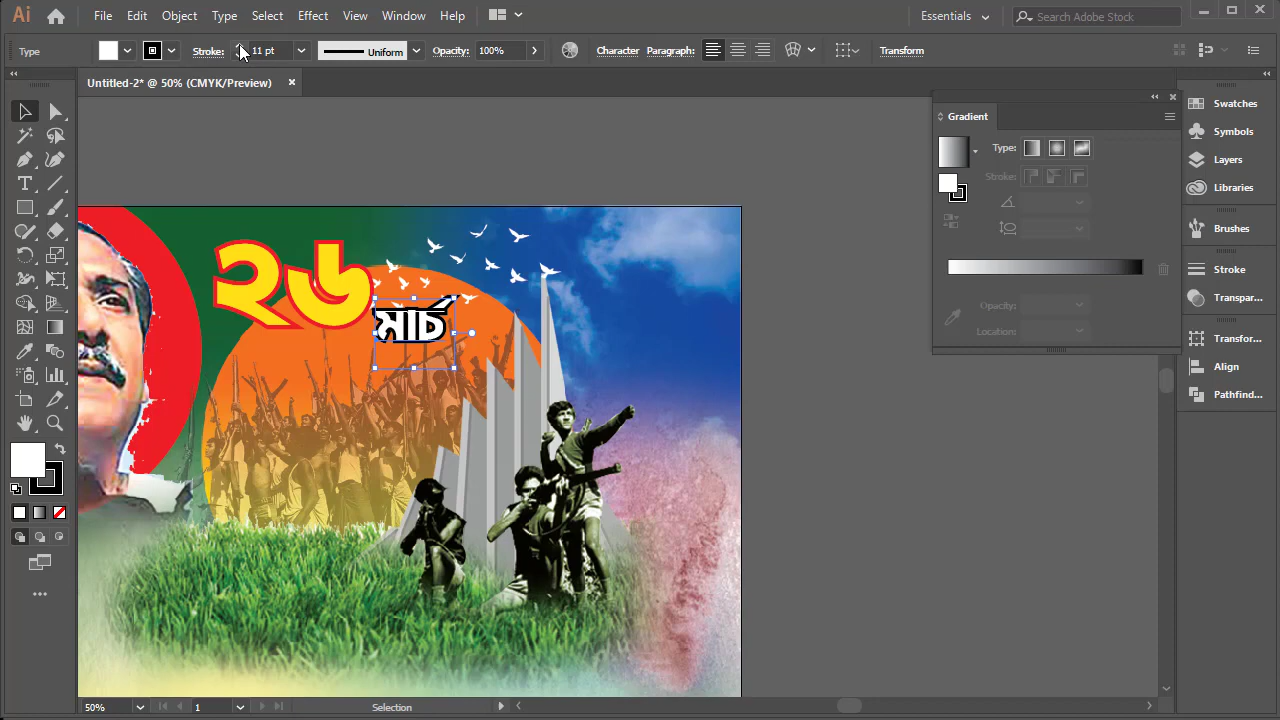 Ai File Edit Object Type Select Effect View Window Help Essentials Search Adobe Stock
Type Stroke: 11 pt Uniform Opacity: 100% Character Paragraph: Transform
Untitled-2* @ 50% (CMYK/Preview)
Gradient
Type:
Stroke:
Opacity:
Location:
Swatches
Symbols
Layers
Libraries
Brushes
Stroke
Transpar...
Transfor...
Align
Pathfind...
২৬
মার্চ
50% 1 Selection